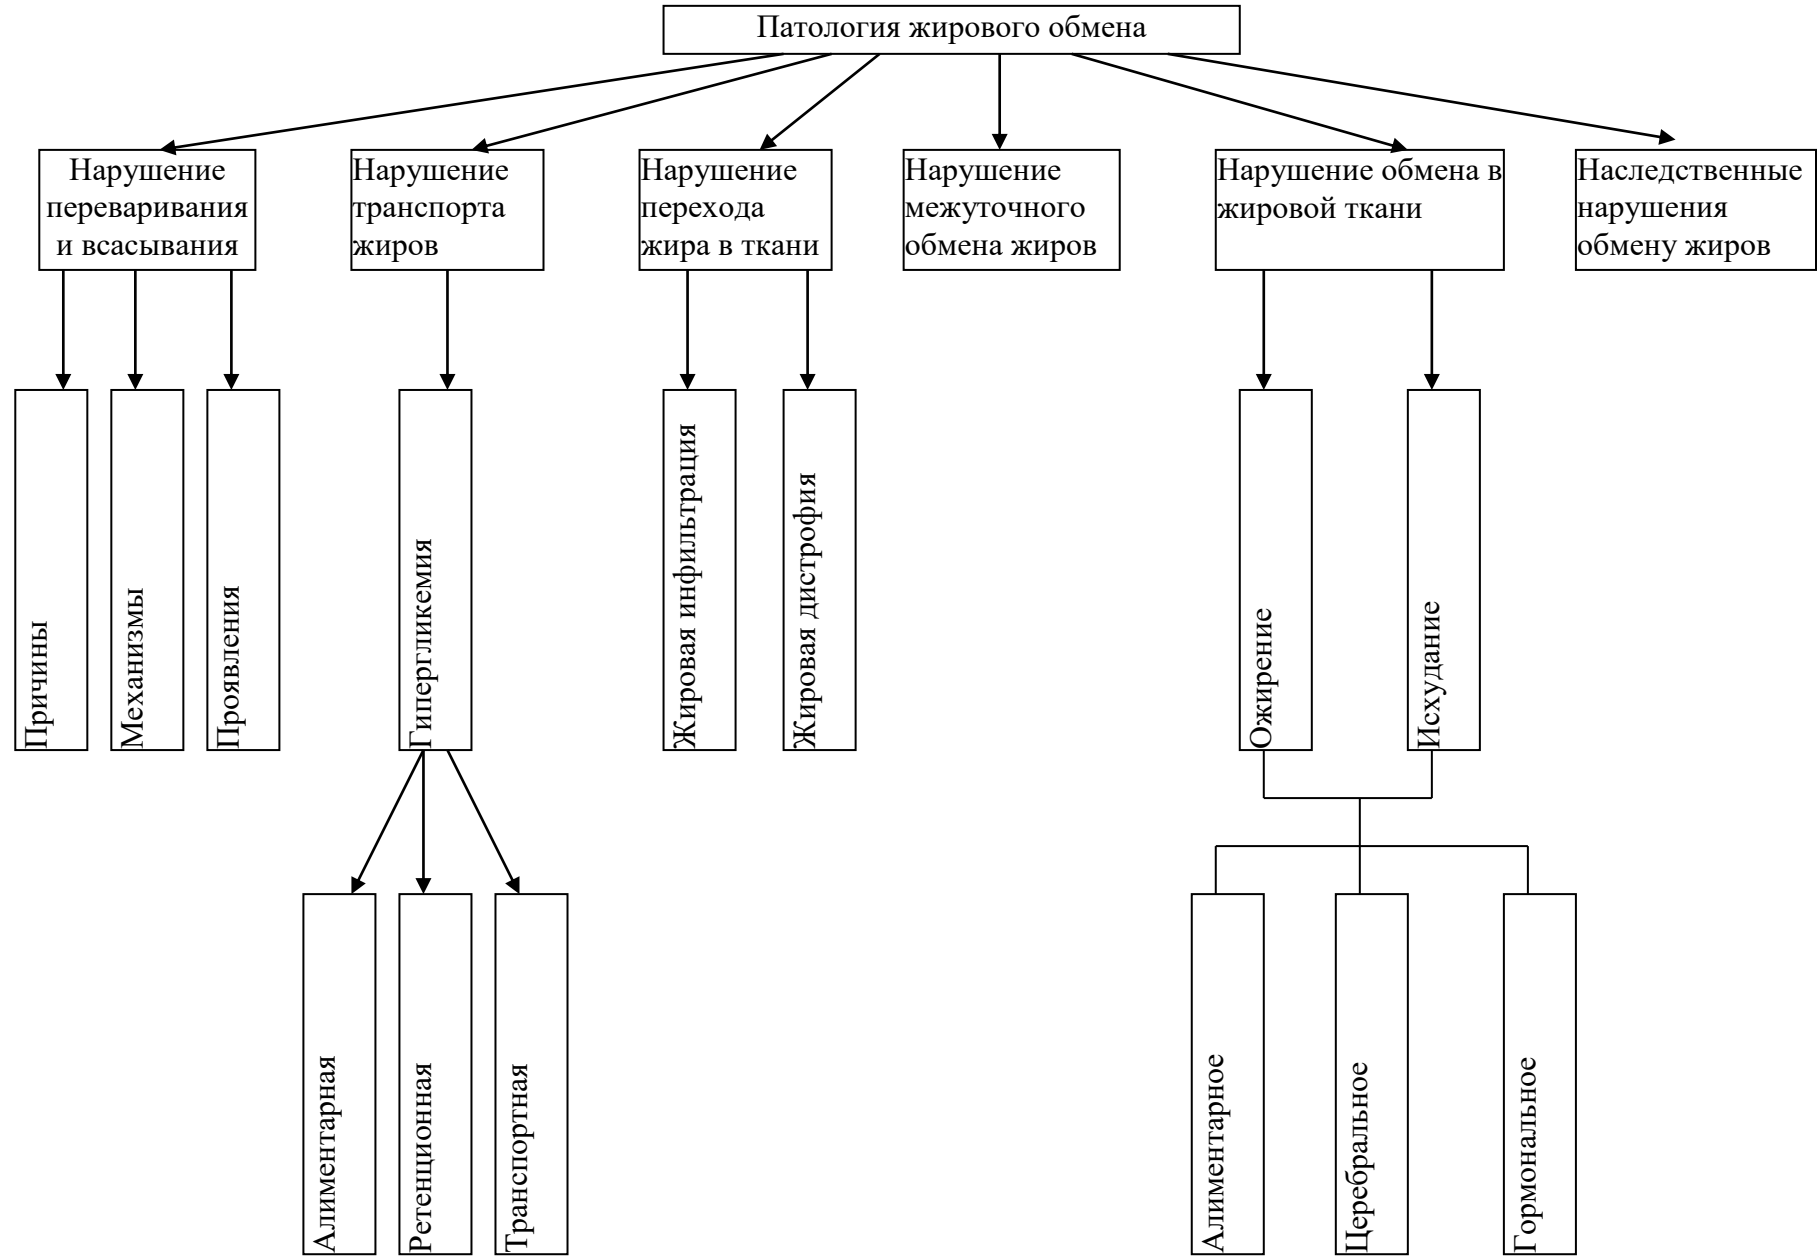 Патология жирового обмена
Нарушение
переваривания
и всасывания
Нарушение
транспорта
жиров
Нарушение
перехода
жира в ткани
Нарушение
межуточного
обмена жиров
Нарушение обмена в
жировой ткани
Наследственные
нарушения
обмену жиров
Причины
Механизмы
Проявления
Гипергликемия
Жировая инфильтрация
Жировая дистрофия
Ожирение
Исхудание
Алиментарная
Ретенционная
Транспортная
Алиментарное
Церебральное
Гормональное